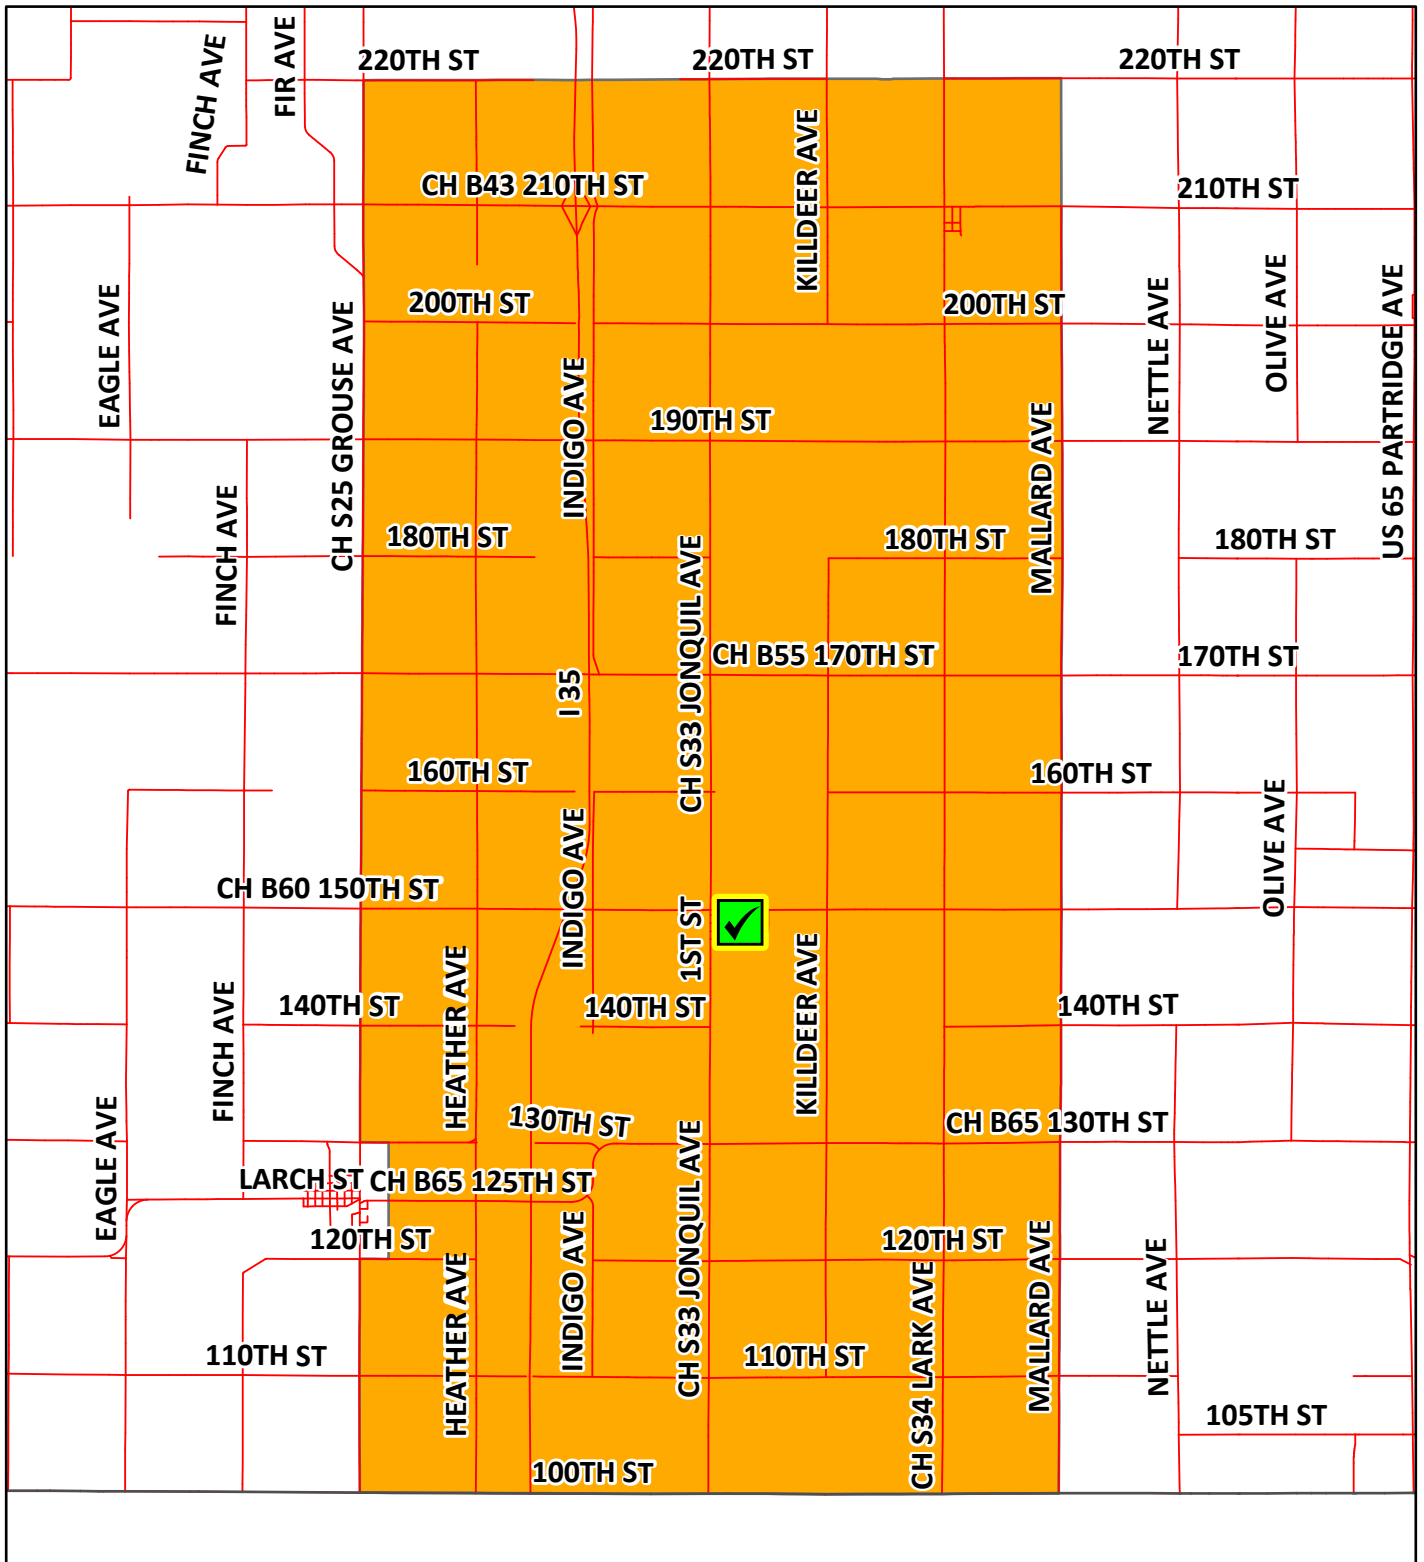 220TH ST
220TH ST
220TH ST
FINCH AVE
FIR AVE
KILLDEER AVE
CH B43 210TH ST
210TH ST
EAGLE AVE
CH S25 GROUSE AVE
200TH ST
200TH ST
NETTLE AVE
OLIVE AVE
US 65 PARTRIDGE AVE
INDIGO AVE
190TH ST
MALLARD AVE
FINCH AVE
180TH ST
CH S33 JONQUIL AVE
180TH ST
180TH ST
I 35
CH B55 170TH ST
170TH ST
160TH ST
160TH ST
INDIGO AVE
OLIVE AVE
CH B60 150TH ST
1ST ST
KILLDEER AVE
HEATHER AVE
FINCH AVE
140TH ST
140TH ST
140TH ST
EAGLE AVE
130TH ST
CH S33 JONQUIL AVE
CH B65 130TH ST
LARCH ST
CH B65 125TH ST
120TH ST
INDIGO AVE
120TH ST
MALLARD AVE
NETTLE AVE
HEATHER AVE
CH S34 LARK AVE
110TH ST
110TH ST
105TH ST
100TH ST